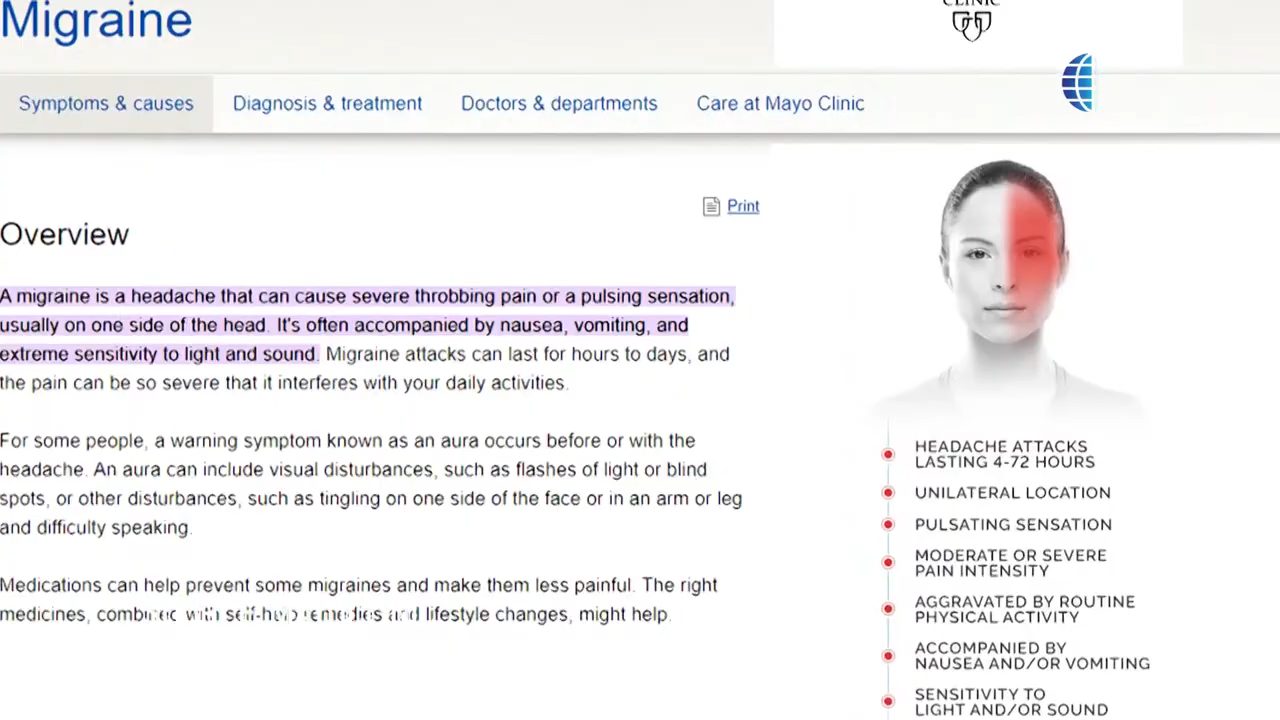 Migraine
CLINIC
Symptoms & causes
Diagnosis & treatment
Doctors & departments
Care at Mayo Clinic
Print
Overview
A migraine is a headache that can cause severe throbbing pain or a pulsing sensation,
usually on one side of the head. It's often accompanied by nausea, vomiting, and
extreme sensitivity to light and sound. Migraine attacks can last for hours to days, and
the pain can be so severe that it interferes with your daily activities.
For some people, a warning symptom known as an aura occurs before or with the
headache. An aura can include visual disturbances, such as flashes of light or blind
spots, or other disturbances, such as tingling on one side of the face or in an arm or leg
and difficulty speaking.
Medications can help prevent some migraines and make them less painful. The right
medicines, combined with self-help remedies and lifestyle changes, might help.
HEADACHE ATTACKS
LASTING 4-72 HOURS
UNILATERAL LOCATION
PULSATING SENSATION
MODERATE OR SEVERE
PAIN INTENSITY
AGGRAVATED BY ROUTINE
PHYSICAL ACTIVITY
ACCOMPANIED BY
NAUSEA AND/OR VOMITING
SENSITIVITY TO
LIGHT AND/OR SOUND